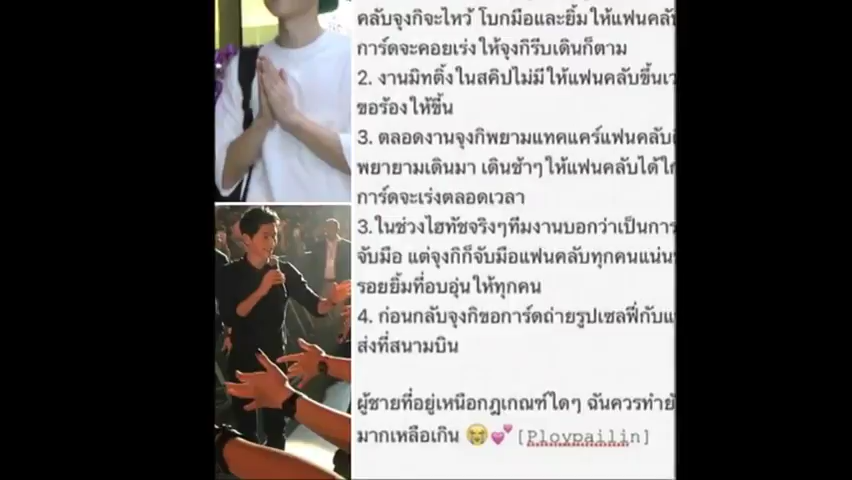 คลับจุงกิจะไหว้ โบกมือและยิ้มให้แฟนคลับ
การ์ดจะคอยเร่งให้จุงกิรีบเดินก็ตาม
2. งานมิทติ้งในสคิปไม่มีให้แฟนคลับขึ้นเ
ขอร้องให้ขึ้น
3. ตลอดงานจุงกิพยามแทคแคร์แฟนคลับ
พยายามเดินมา เดินช้าๆให้แฟนคลับได้ใก
การ์ดจะเร่งตลอดเวลา
3.ในช่วงไฮทัชจริงๆทีมงานบอกว่าเป็นการ
จับมือ แต่จุงกิก็จับมือแฟนคลับทุกคนแน่น
รอยยิ้มที่อบอุ่นให้ทุกคน
4. ก่อนกลับจุงกิขอการ์ดถ่ายรูปเซลฟี่กับแ
ส่งที่สนามบิน
ผู้ชายที่อยู่เหนือกฎเกณฑ์ใดๆ ฉันควรทำยั
มากเหลือเกิน 😭💕[Ploypailin]